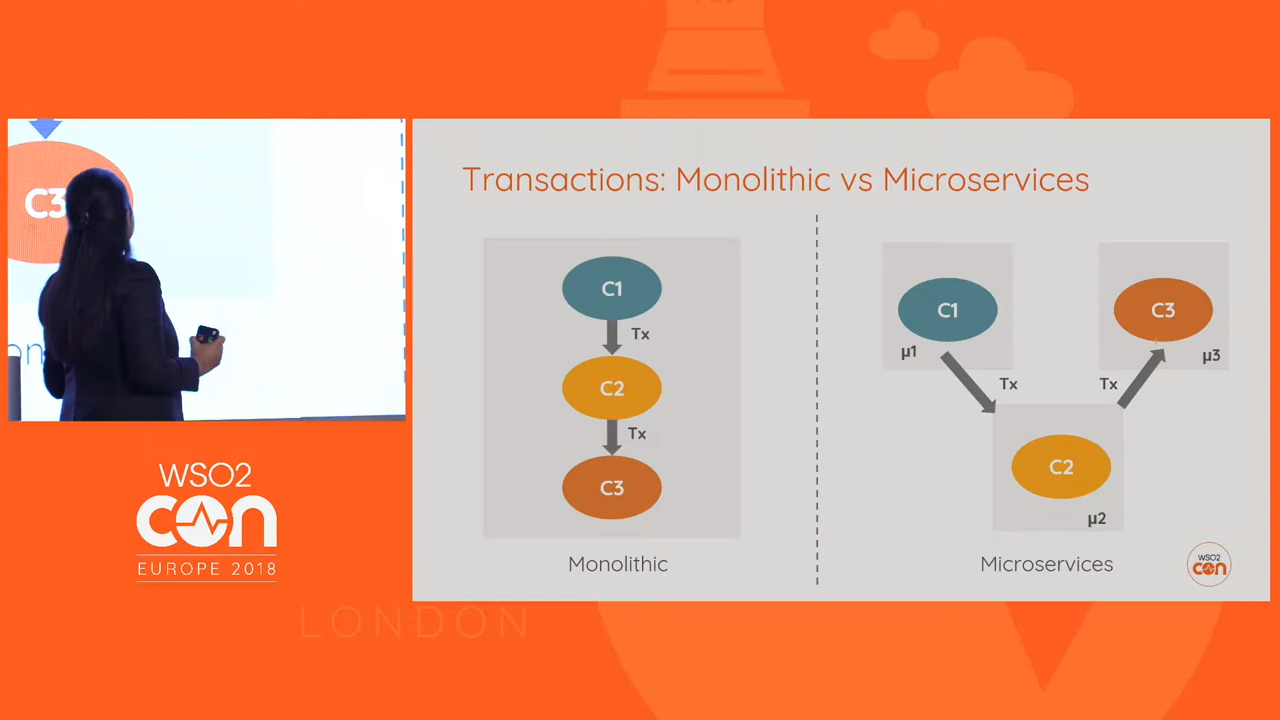 C3
Transactions: Monolithic vs Microservices
C1
Tx
C2
Tx
C3
Monolithic
C1
μ1
Tx
C2
μ2
Tx
C3
μ3
Microservices
WSO2
con
WSO2
con
EUROPE 2018
LONDON